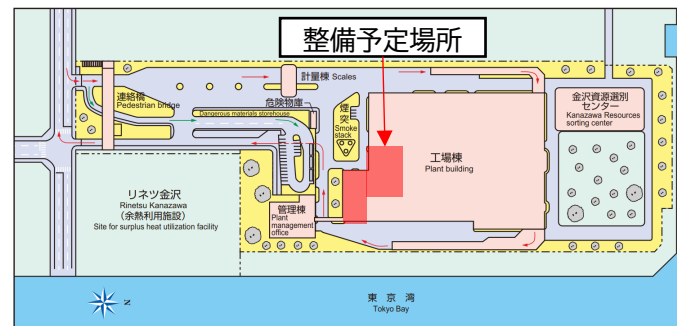 整備予定場所
計量棟 Scales
連絡橋
Pedestrian bridge
危険物庫
Dangerous materials storehouse
煙突
Smoke
stack
工場棟
Plant building
金沢資源選別
センター
Kanazawa Resources
sorting center
リネツ金沢
(余熱利用施設)
Rinetsu Kanazawa
Site for surplus heat utilization facility
管理棟
Plant
management
office
N
東京湾
Tokyo Bay